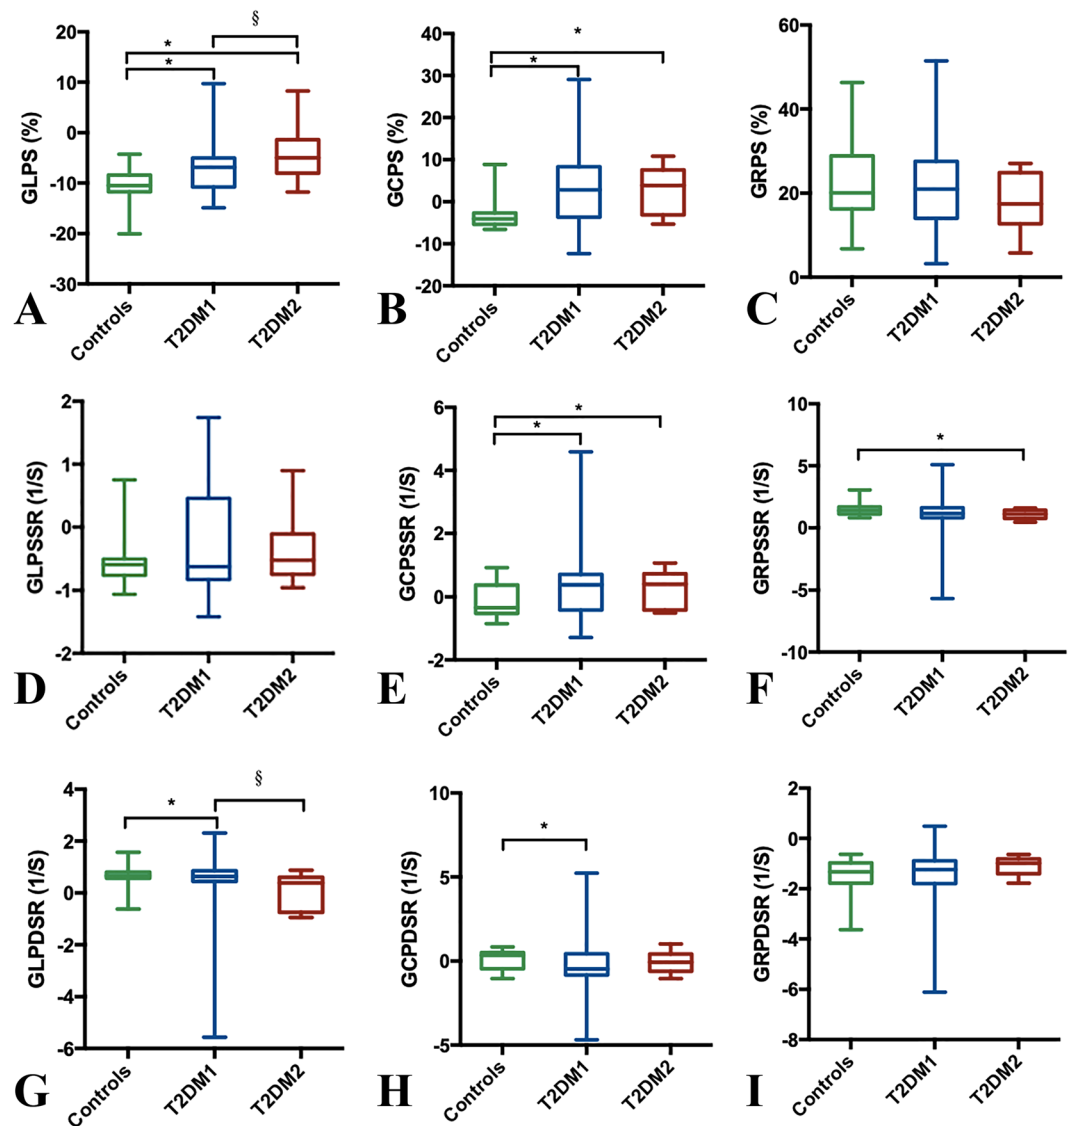 §
*
*
20
10
0
-10
-20
-30
GLPS (%)
Controls
T2DM1
T2DM2
A
*
*
40
30
20
10
0
-10
-20
GCPS (%)
Controls
T2DM1
T2DM2
B
60
40
20
0
GRPS (%)
Controls
T2DM1
T2DM2
C
2
1
0
-1
-2
GLPSSR (1/S)
Controls
T2DM1
T2DM2
D
*
*
6
4
2
0
-2
GCPSSR (1/S)
Controls
T2DM1
T2DM2
E
*
10
5
0
-5
-10
GRPSSR (1/S)
Controls
T2DM1
T2DM2
F
§
*
4
2
0
-2
-4
-6
GLPDSR (1/S)
Controls
T2DM1
T2DM2
G
*
10
5
0
-5
GCPDSR (1/S)
Controls
T2DM1
T2DM2
H
2
0
-2
-4
-6
-8
GRPDSR (1/S)
Controls
T2DM1
T2DM2
I